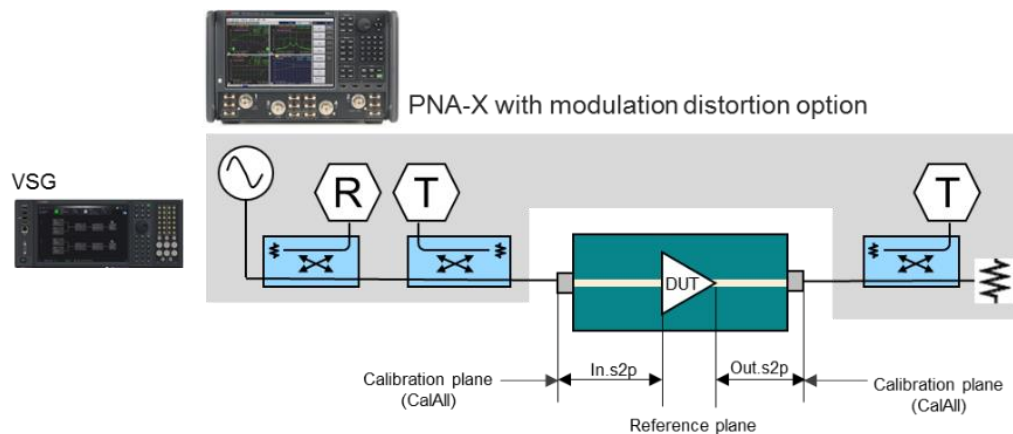 PNA-X with modulation distortion option
VSG
R
T
T
DUT
In.s2p
Out.s2p
Calibration plane
(CalAll)
Calibration plane
(CalAll)
Reference plane